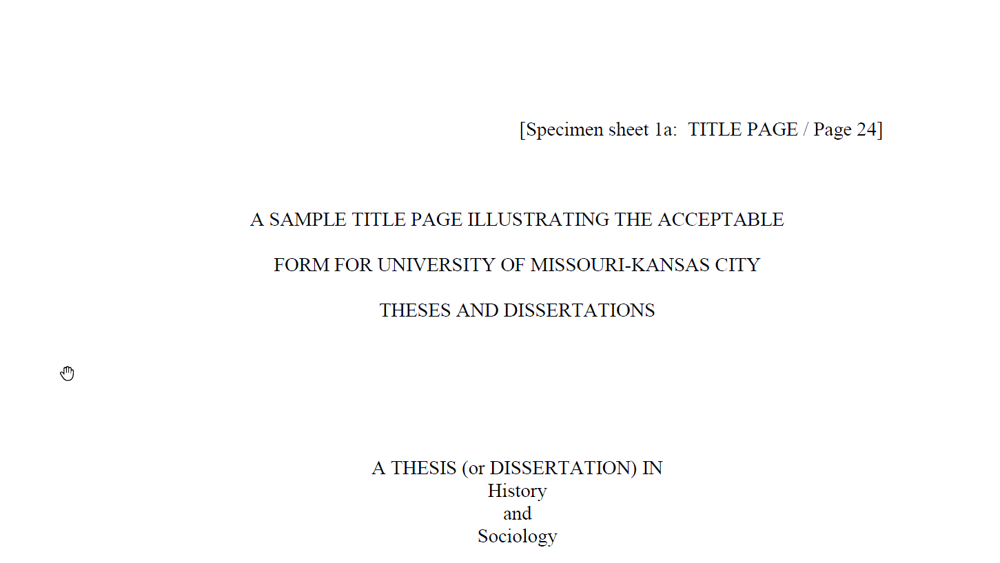 [Specimen sheet 1a:  TITLE PAGE / Page 24]
A SAMPLE TITLE PAGE ILLUSTRATING THE ACCEPTABLE
FORM FOR UNIVERSITY OF MISSOURI-KANSAS CITY
THESES AND DISSERTATIONS
A THESIS (or DISSERTATION) IN
History
and
Sociology